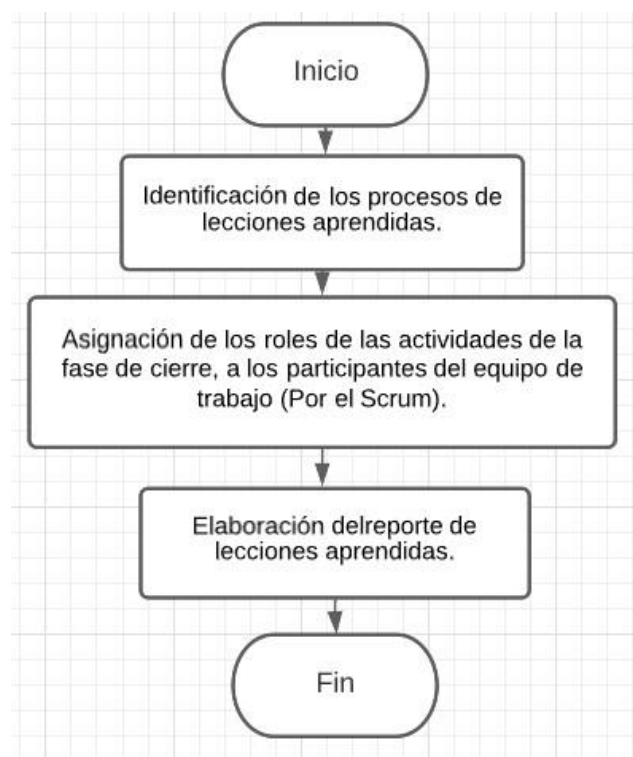 Inicio
Identificación de los procesos de
lecciones aprendidas.
Asignación de los roles de las actividades de la
fase de cierre, a los participantes del equipo de
trabajo (Por el Scrum).
Elaboración delreporte de
lecciones aprendidas.
Fin